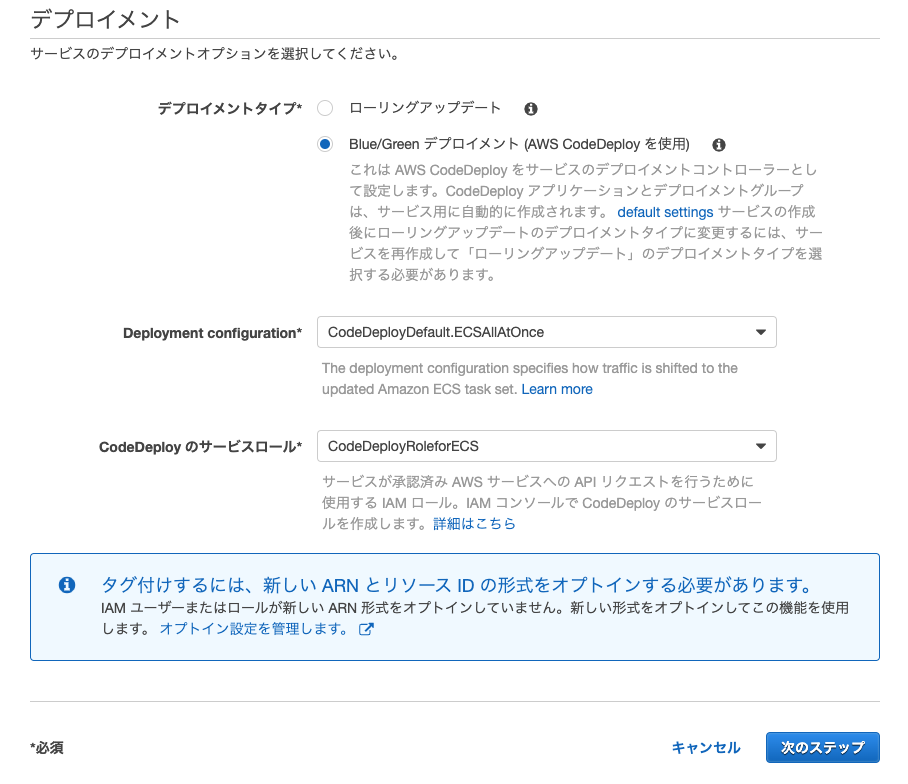 デプロイメント
サービスのデプロイメントオプションを選択してください。
デプロイメントタイプ* ローリングアップデート
Blue/Green デプロイメント (AWS CodeDeploy を使用)
これは AWS CodeDeploy をサービスのデプロイメントコントローラーとし
て設定します。CodeDeploy アプリケーションとデプロイメントグループ
は、サービス用に自動的に作成されます。 default settings サービスの作成
後にローリングアップデートのデプロイメントタイプに変更するには、サー
ビスを再作成して「ローリングアップデート」のデプロイメントタイプを選
択する必要があります。
Deployment configuration* CodeDeployDefault.ECSAllAtOnce
The deployment configuration specifies how traffic is shifted to the
updated Amazon ECS task set. Learn more
CodeDeploy のサービスロール* CodeDeployRoleforECS
サービスが承認済み AWS サービスへの API リクエストを行うために
使用する IAM ロール。IAM コンソールで CodeDeploy のサービスロー
ルを作成します。詳細はこちら
タグ付けするには、新しい ARN とリソース ID の形式をオプトインする必要があります。
IAM ユーザーまたはロールが新しい ARN 形式をオプトインしていません。新しい形式をオプトインしてこの機能を使用
します。 オプトイン設定を管理します。
*必須 キャンセル 次のステップ